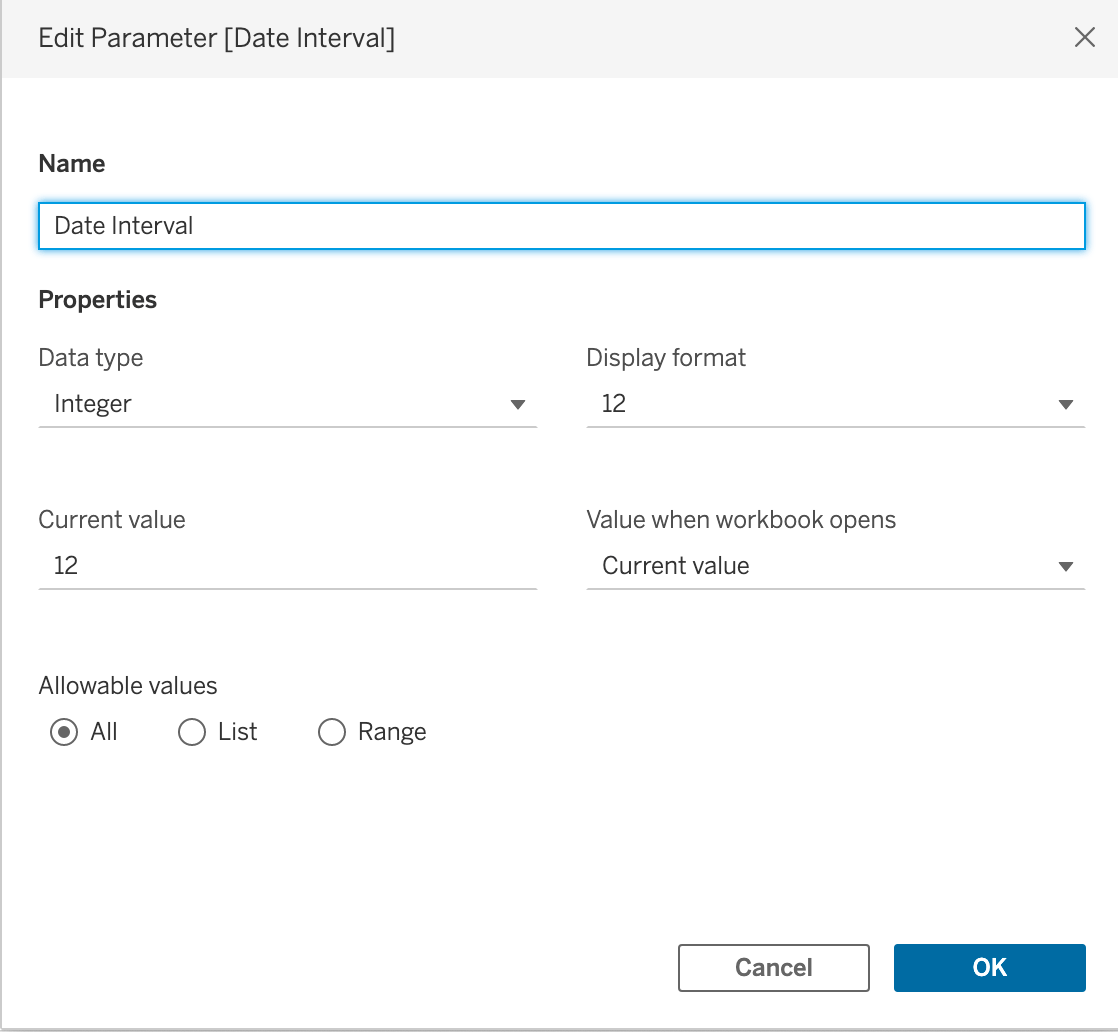 Edit Parameter [Date Interval]
Name
Date Interval
Properties
Data type Display format
Integer 12
Current value Value when workbook opens
12 Current value
Allowable values
All List Range
Cancel OK